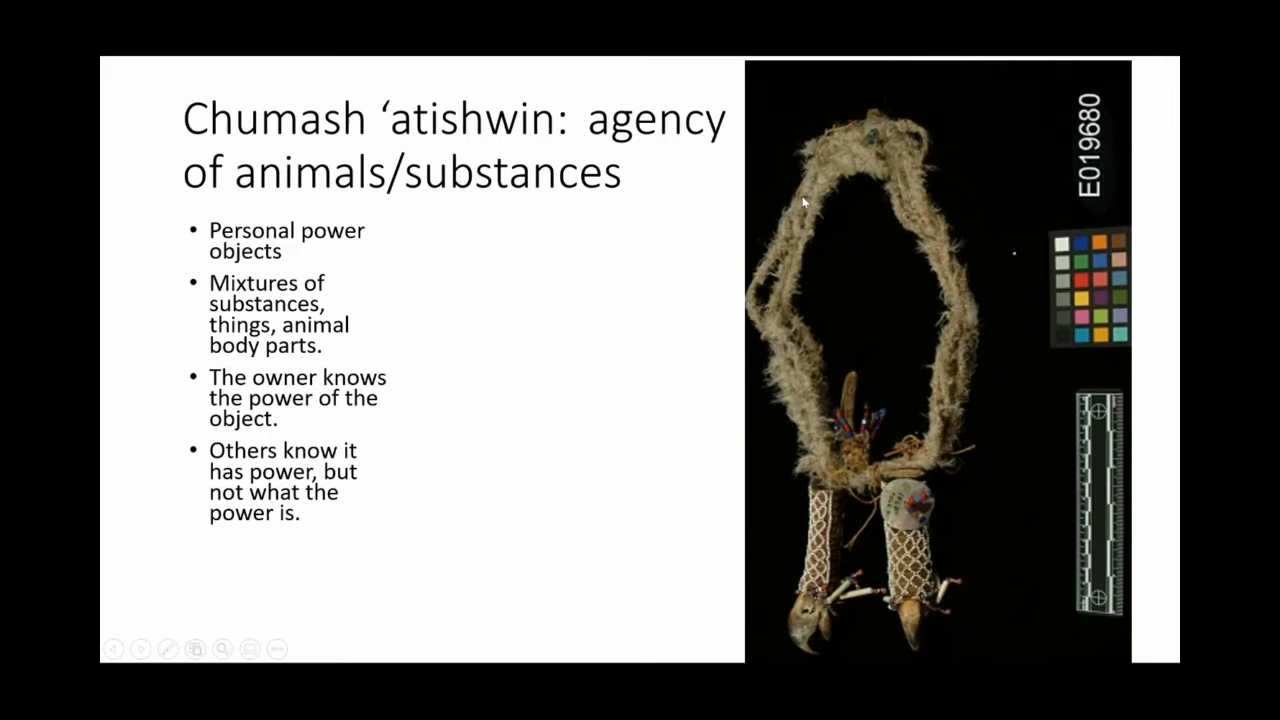 Chumash ‘atishwin: agency
of animals/substances
• Personal power
objects
• Mixtures of
substances,
things, animal
body parts.
• The owner knows
the power of the
object.
• Others know it
has power, but
not what the
power is.
E019680